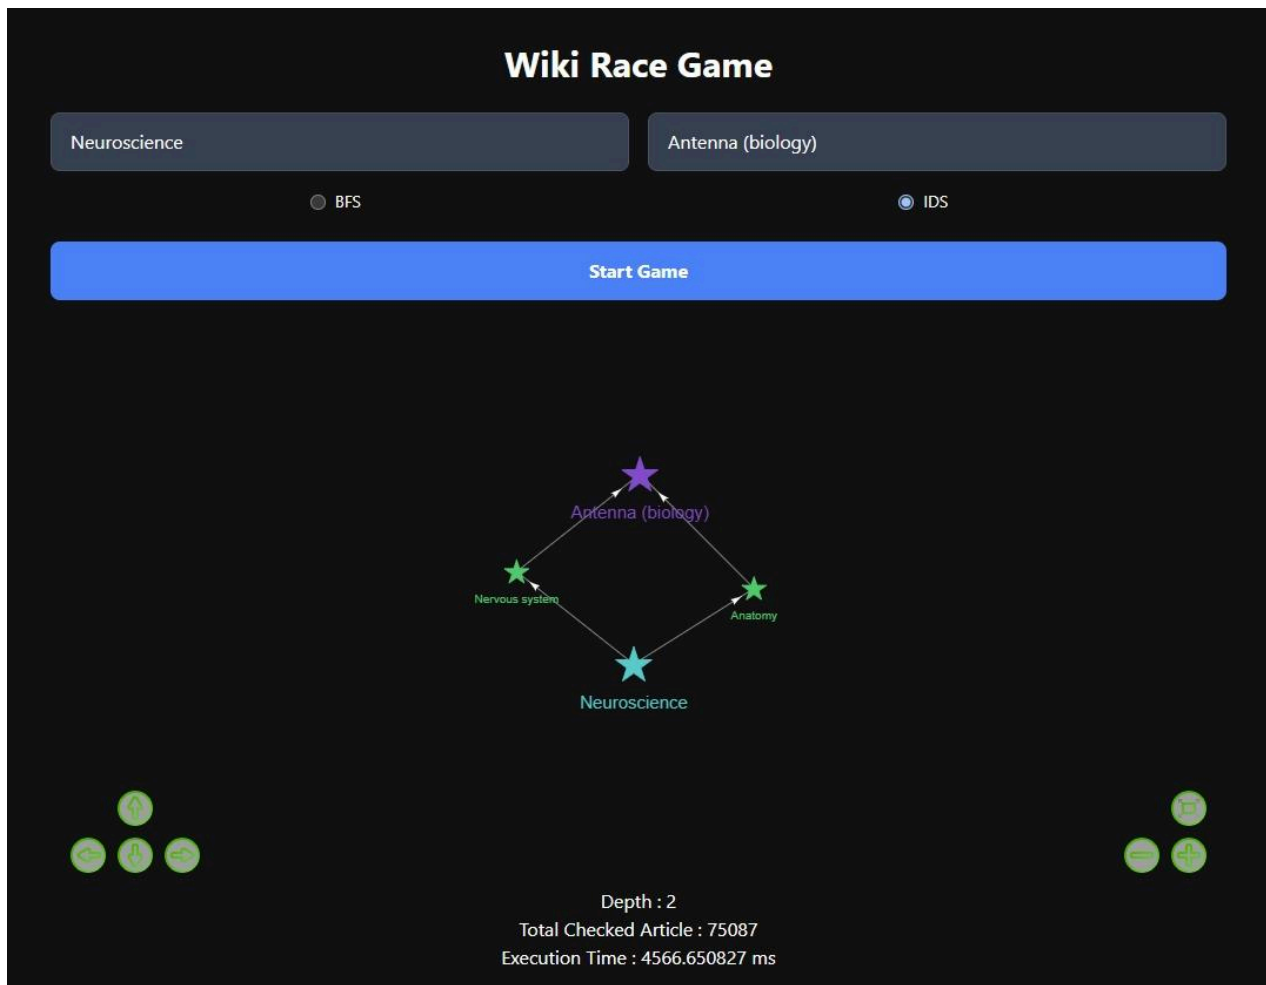 Wiki Race Game
Neuroscience Antenna (biology)
BFS IDS
Start Game
Antenna (biology)
Nervous system
Anatomy
Neuroscience
Depth : 2
Total Checked Article : 75087
Execution Time : 4566.650827 ms